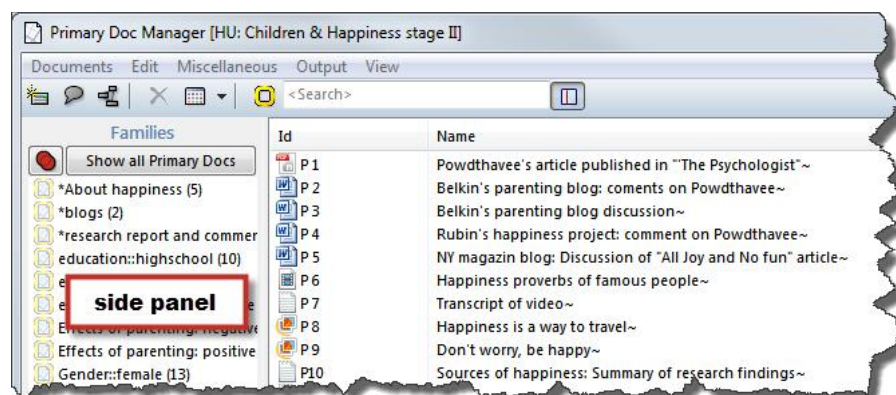 Primary Doc Manager [HU: Children & Happiness stage II]
Documents Edit Miscellaneous Output View
<Search>
Families
Show all Primary Docs
*About happiness (5)
*blogs (2)
*research report and commer
education::highschool (10)
side panel
Effects of parenting: negative
Effects of parenting: positive
Gender::female (13)
Id Name
P 1 Powdthavee's article published in "'The Psychologist"~
P 2 Belkin's parenting blog: coments on Powdthavee~
P 3 Belkin's parenting blog discussion~
P 4 Rubin's happiness project: comment on Powdthavee~
P 5 NY magazin blog: Discussion of "All Joy and No fun" article~
P 6 Happiness proverbs of famous people~
P 7 Transcript of video~
P 8 Happiness is a way to travel~
P 9 Don't worry, be happy~
P10 Sources of happiness: Summary of research findings~